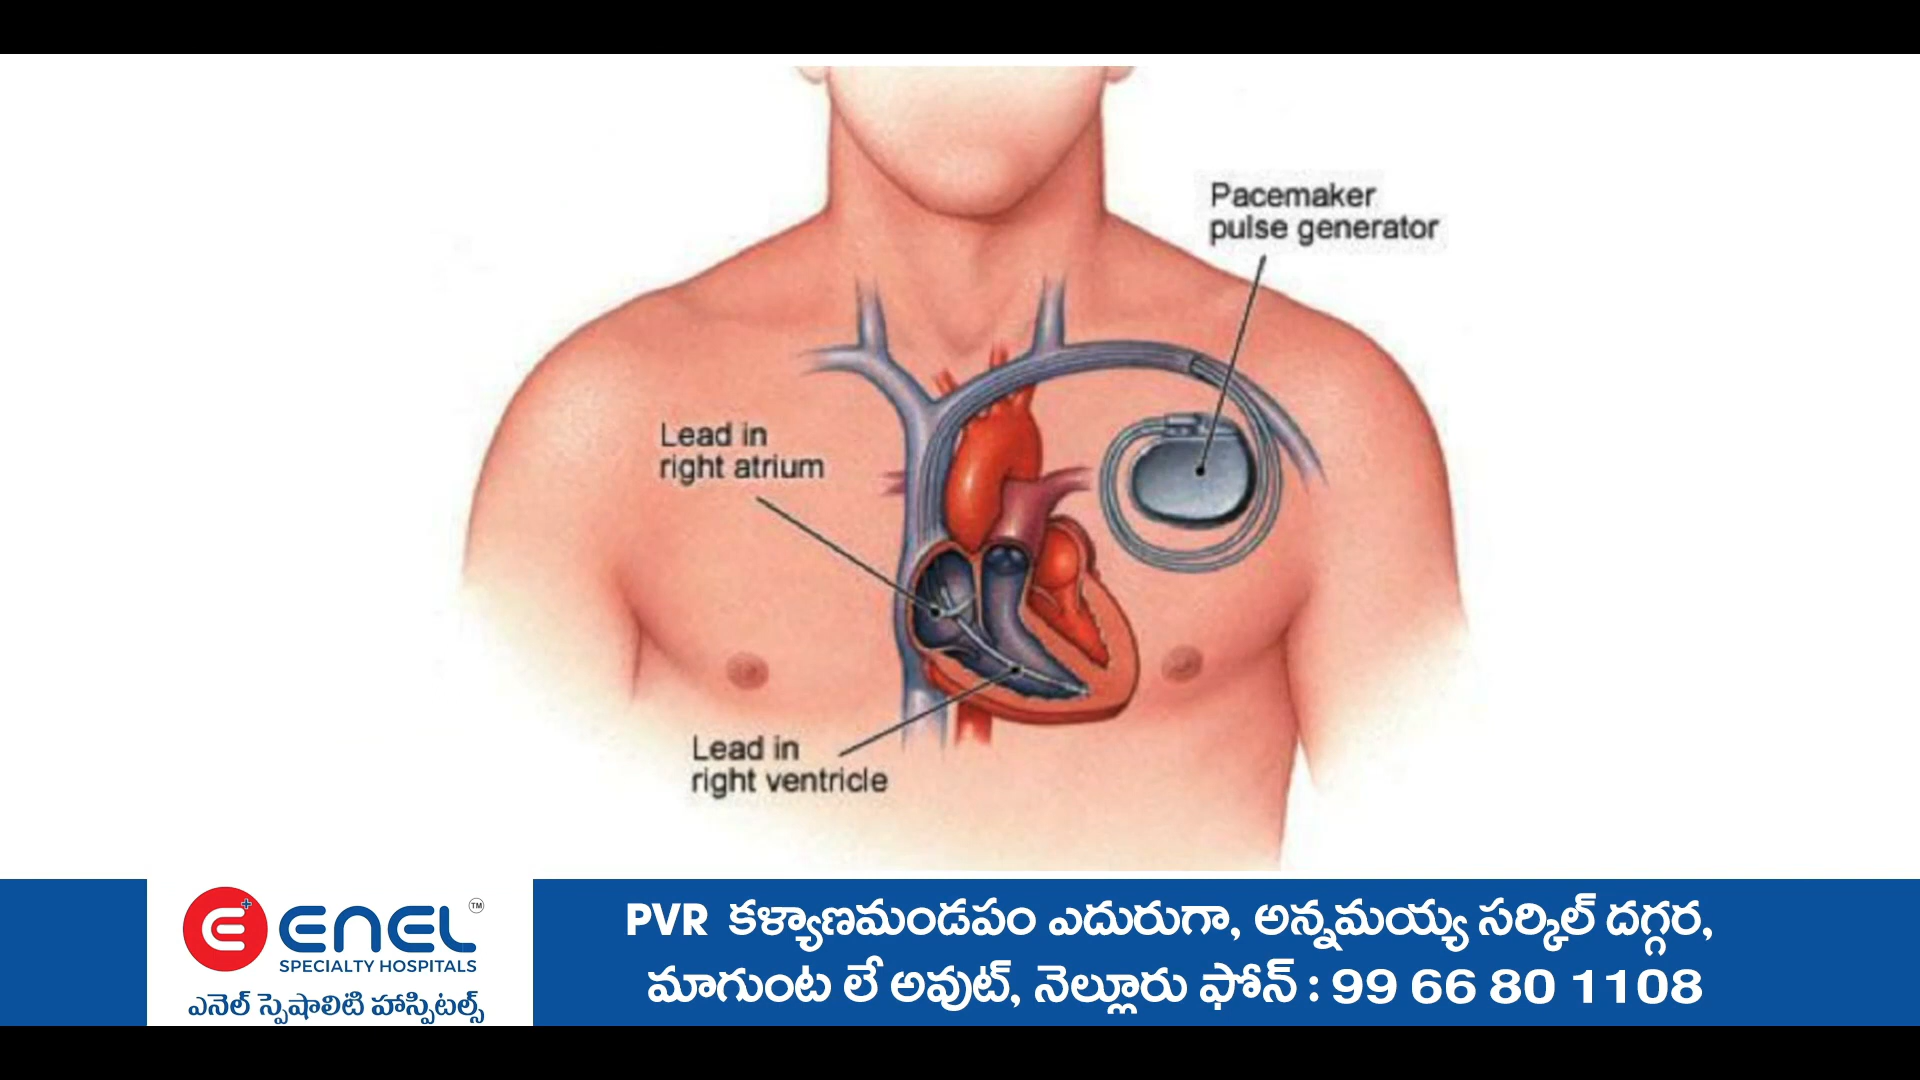 Pacemaker
pulse generator
Lead in
right atrium
Lead in
right ventricle
ENEL TM
SPECIALTY HOSPITALS
ఎనెల్ స్పెషాలిటి హాస్పిటల్స్
PVR కళ్యాణమండపం ఎదురుగా, అన్నమయ్య సర్కిల్ దగ్గర,
మాగుంట లే అవుట్, నెల్లూరు ఫోన్ : 99 66 80 1108